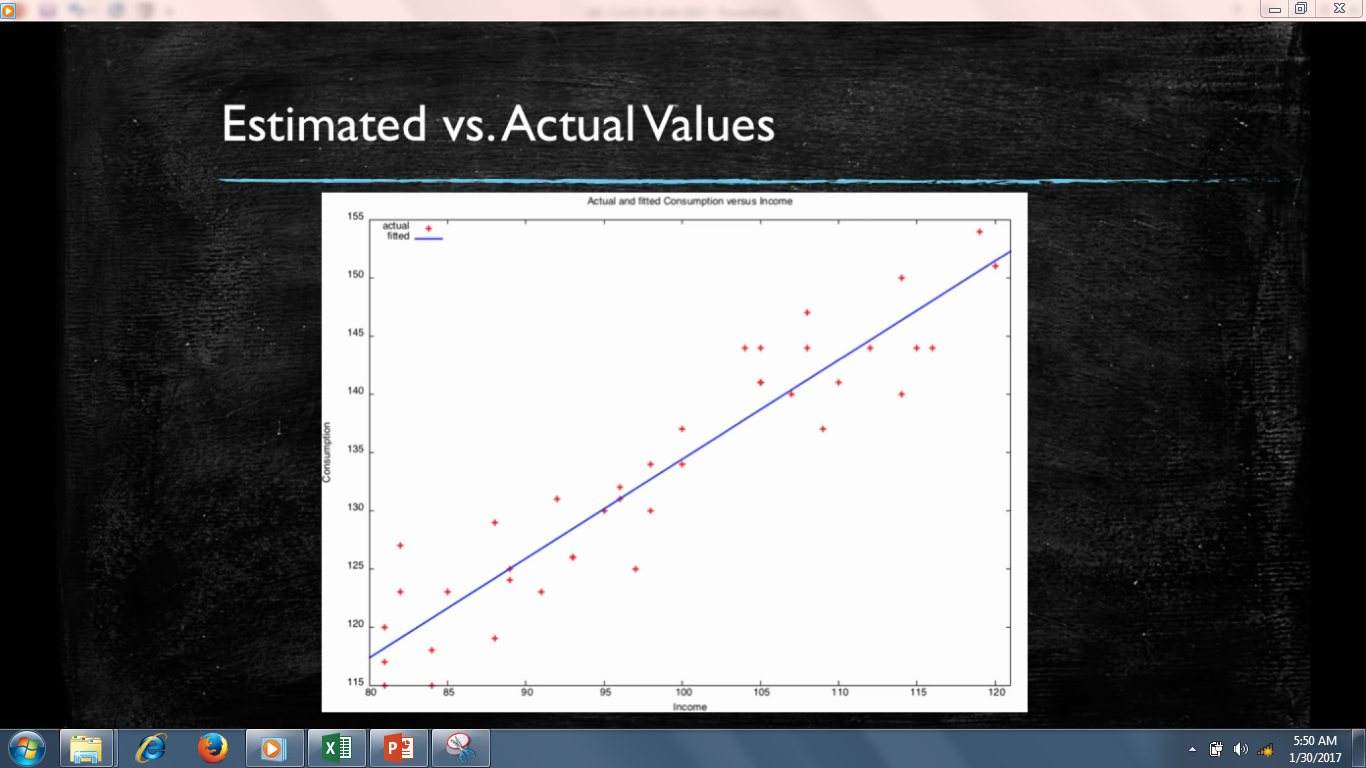 Estimated vs. Actual Values
Actual and fitted Consumption versus Income
155
actual
fitted
150
145
140
135
Consumption
130
125
120
115
80 85 90 95 100 105 110 115 120
Income
5:50 AM
1/30/2017